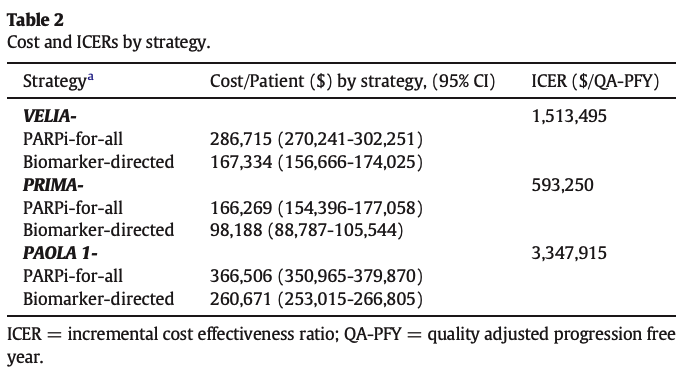 Table 2
Cost and ICERs by strategy.
Strategya Cost/Patient ($) by strategy, (95% CI) ICER ($/QA-PFY)
VELIA- 1,513,495
PARPi-for-all 286,715 (270,241-302,251)
Biomarker-directed 167,334 (156,666-174,025)
PRIMA- 593,250
PARPi-for-all 166,269 (154,396-177,058)
Biomarker-directed 98,188 (88,787-105,544)
PAOLA 1- 3,347,915
PARPi-for-all 366,506 (350,965-379,870)
Biomarker-directed 260,671 (253,015-266,805)
ICER = incremental cost effectiveness ratio; QA-PFY = quality adjusted progression free
year.